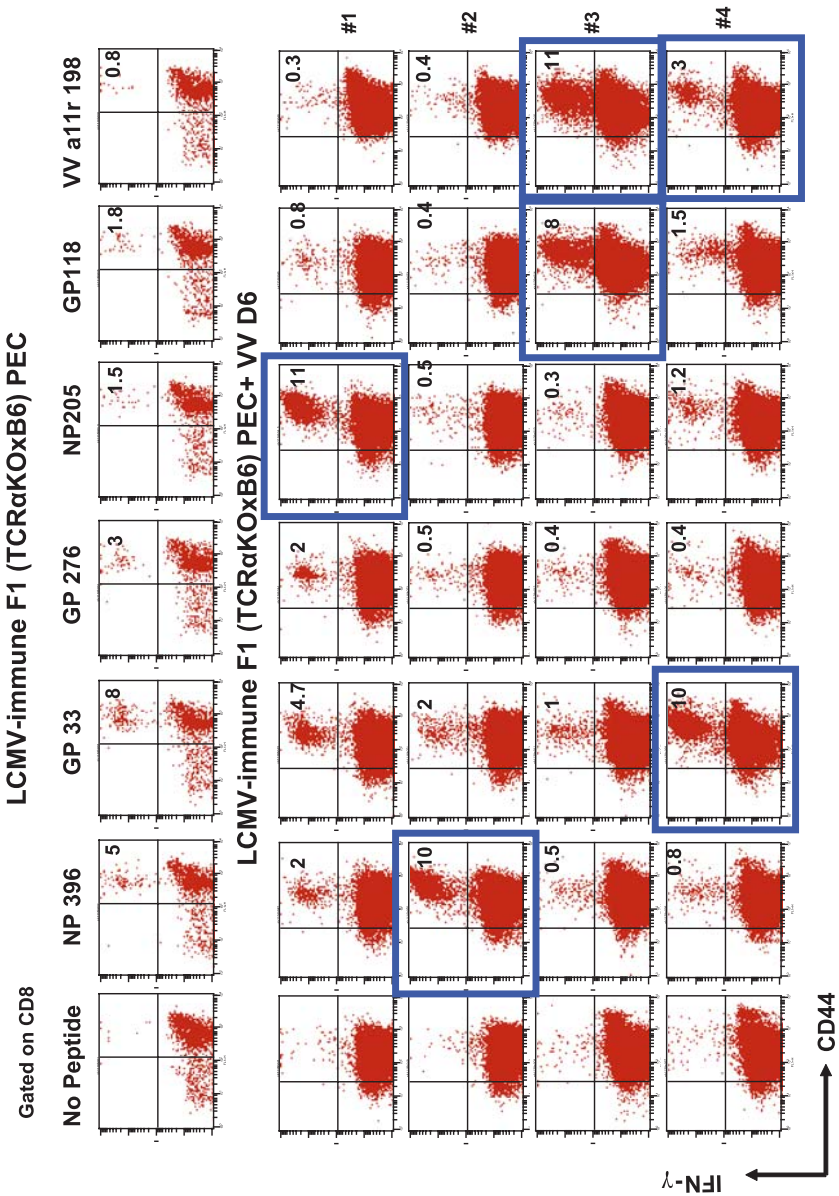 LCMV-immune F1 (TCRαKOxB6) PEC
Gated on CD8
No Peptide NP 396 GP 33 GP 276 NP205 GP118 VV a11r 198
5 8 3 1.5 1.8 0.8
LCMV-immune F1 (TCRαKOxB6) PEC+ VV D6
2 4.7 2 11 0.8 0.3 #1
10 2 0.5 0.5 0.4 0.4 #2
0.5 1 0.4 0.3 8 11 #3
0.8 10 0.4 1.2 1.5 3 #4
IFN-γ
CD44